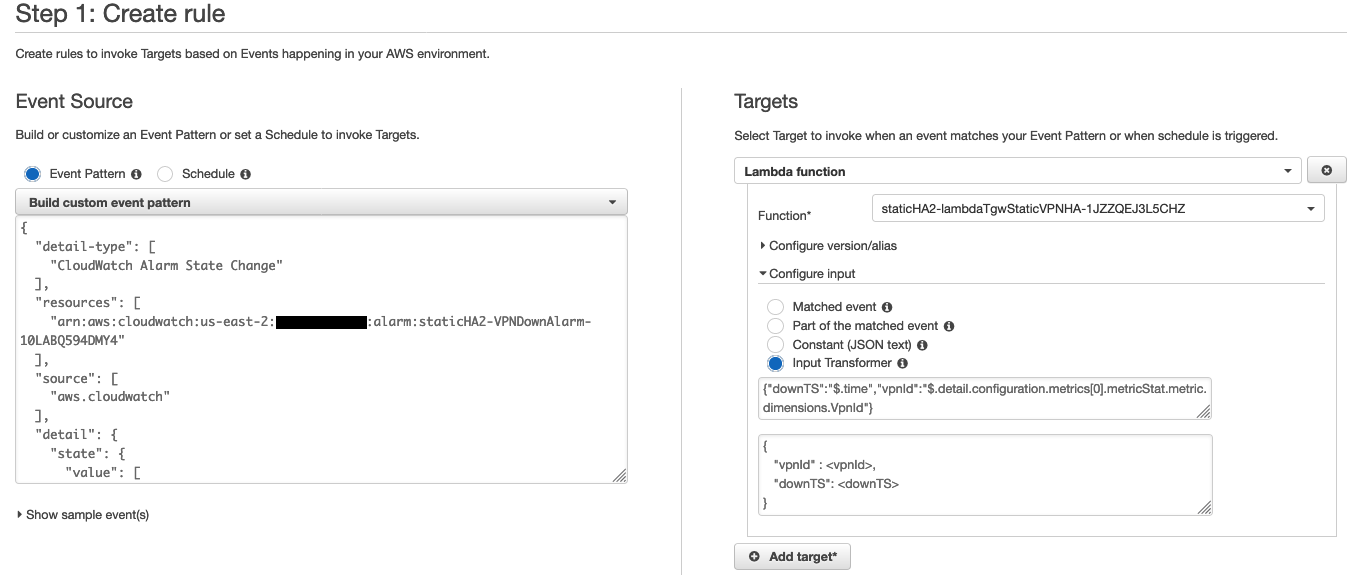 Step 1: Create rule
Create rules to invoke Targets based on Events happening in your AWS environment.
Event Source
Build or customize an Event Pattern or set a Schedule to invoke Targets.
Event Pattern
Schedule
Build custom event pattern
{
"detail-type": [
"CloudWatch Alarm State Change"
],
"resources": [
"arn:aws:cloudwatch:us-east-2: :alarm:staticHA2-VPNDownAlarm-
10LABQ594DMY4"
],
"source": [
"aws.cloudwatch"
],
"detail": {
"state": {
"value": [
Show sample event(s)
Targets
Select Target to invoke when an event matches your Event Pattern or when schedule is triggered.
Lambda function
Function* staticHA2-lambdaTgwStaticVPNHA-1JZZQEJ3L5CHZ
Configure version/alias
Configure input
Matched event
Part of the matched event
Constant (JSON text)
Input Transformer
{"downTS":"$.time","vpnId":"$.detail.configuration.metrics[0].metricStat.metric.
dimensions.VpnId"}
{
"vpnId" : <vpnId>,
"downTS": <downTS>
}
Add target*